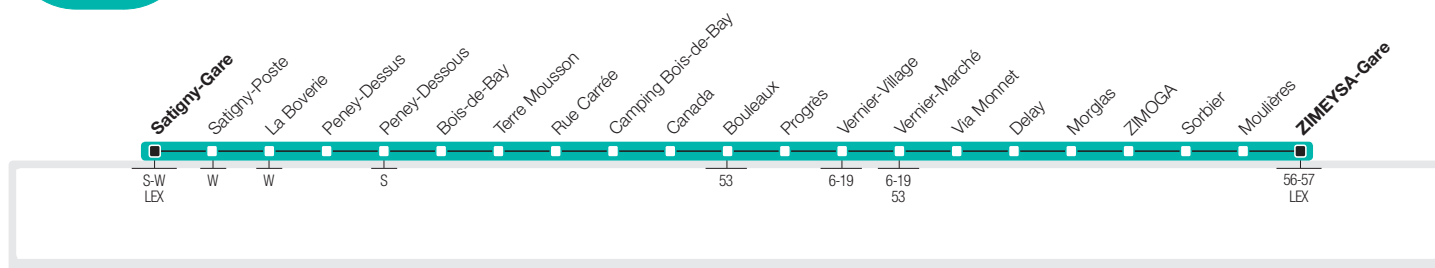 Satigny-Gare
Satigny-Poste
La Boverie
Peney-Dessus
Peney-Dessous
Bois-de-Bay
Terre Mousson
Rue Carrée
Camping Bois-de-Bay
Canada
Bouleaux
Progrès
Vernier-Village
Vernier-Marché
Via Monnet
Delay
Morglas
ZIMOGA
Sorbier
Moulières
ZIMEYSA-Gare
S-W
LEX
W
W
S
53
6-19
6-19
53
56-57
LEX